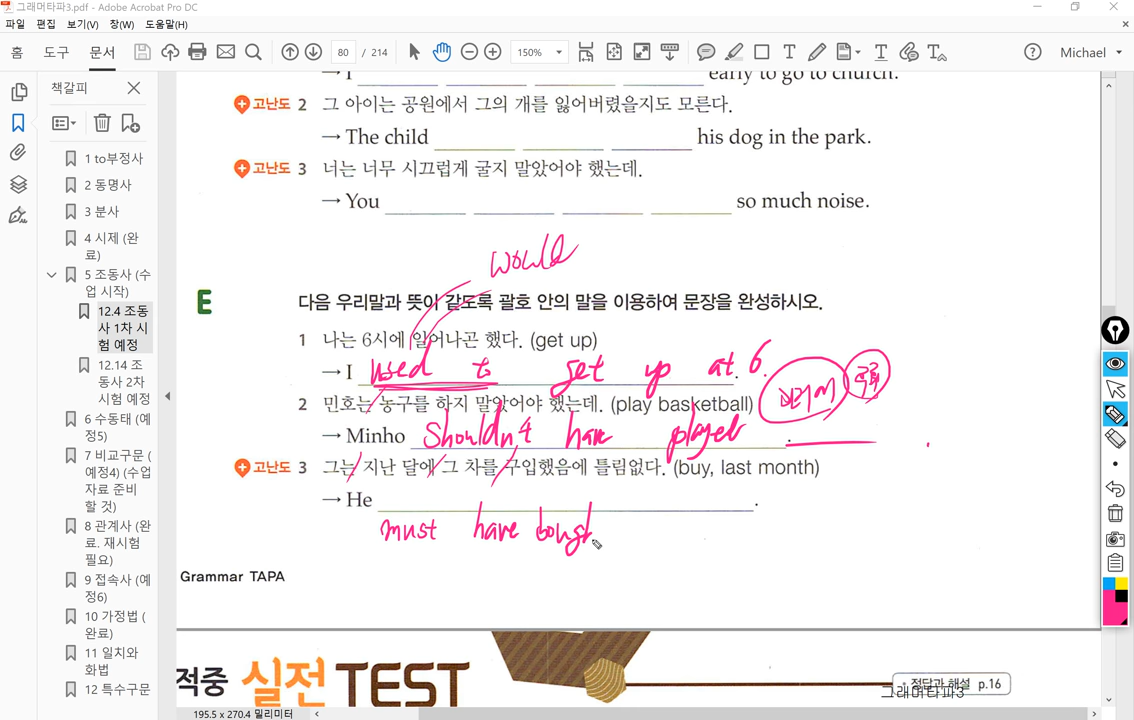 그래머타파3.pdf - Adobe Acrobat Pro DC
파일 편집 보기(V) 창(W) 도움말(H)
홈 도구 문서 80 / 214 150% Michael
책갈피
1 to부정사
2 동명사
3 분사
4 시제 (완
료)
5 조동사 (수
업 시작)
12.4 조동
사 1차 시
험 예정
12.14 조
동사 2차
시험 예정
6 수동태 (예
정5)
7 비교구문 (
예정4) (수업
자료 준비
할 것)
8 관계사 (완
료. 재시험
필요)
9 접속사 (예
정6)
10 가정법 (
완료)
11 일치와
화법
12 특수구문
→ I early to go to church.
고난도 2 그 아이는 공원에서 그의 개를 잃어버렸을지도 모른다.
→ The child his dog in the park.
고난도 3 너는 너무 시끄럽게 굴지 말았어야 했는데.
→ You so much noise.
would
E 다음 우리말과 뜻이 같도록 괄호 안의 말을 이용하여 문장을 완성하시오.
1 나는 6시에 일어나곤 했다. (get up)
→ I used to get up at 6.
2 민호는 농구를 하지 말았어야 했는데. (play basketball)
→ Minho shouldn't have played .
고난도 3 그는 지난 달에 그 차를 구입했음에 틀림없다. (buy, last month)
→ He .
must have bough
Grammar TAPA
적중 실전 TEST
정답과 해설 p.16
그래머타파3
195.5 x 270.4 밀리미터